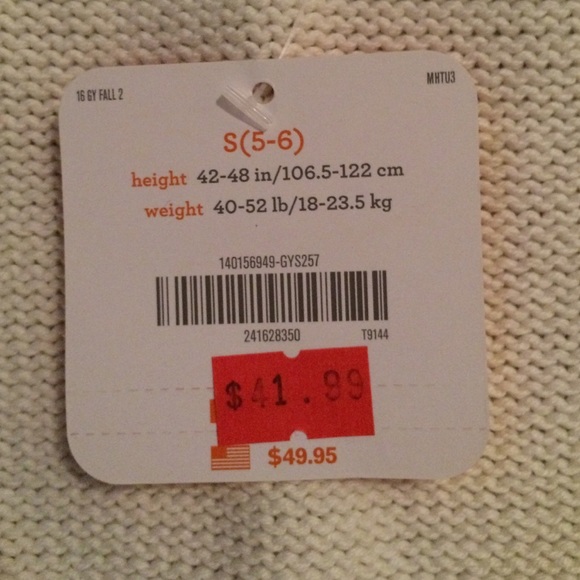 16 GY FALL 2
MHTU3
S(5-6)
height 42-48 in/106.5-122 cm
weight 40-52 lb/18-23.5 kg
140156949-GYS257
241628350
T9144
$41.99
$49.95